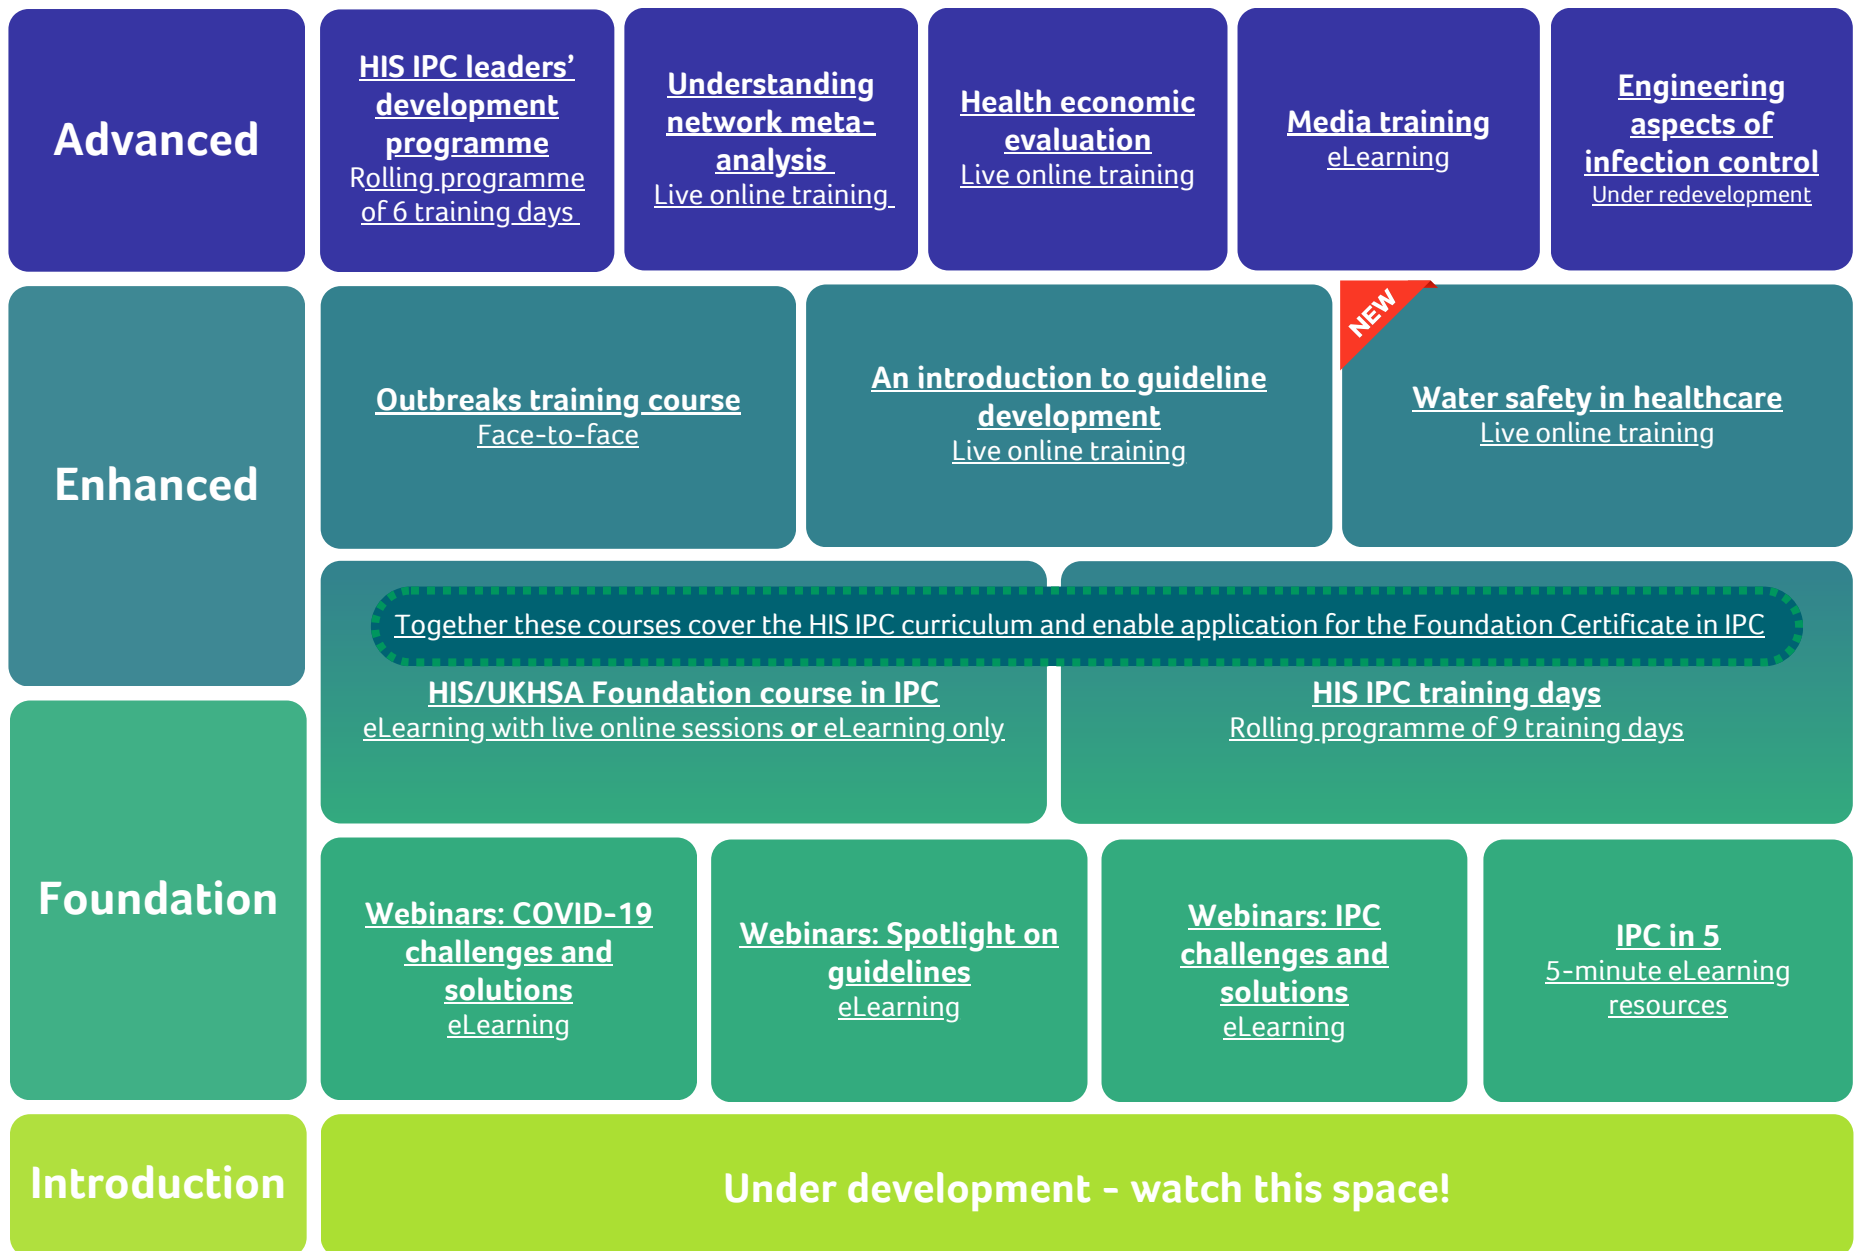 Advanced
HIS IPC leaders’
development
programme
Rolling programme
of 6 training days
Understanding
network meta-
analysis
Live online training
Health economic
evaluation
Live online training
Media training
eLearning
Engineering
aspects of
infection control
Under redevelopment
Enhanced
Outbreaks training course
Face-to-face
An introduction to guideline
development
Live online training
NEW
Water safety in healthcare
Live online training
Together these courses cover the HIS IPC curriculum and enable application for the Foundation Certificate in IPC
HIS/UKHSA Foundation course in IPC
eLearning with live online sessions or eLearning only
HIS IPC training days
Rolling programme of 9 training days
Foundation
Webinars: COVID-19
challenges and
solutions
eLearning
Webinars: Spotlight on
guidelines
eLearning
Webinars: IPC
challenges and
solutions
eLearning
IPC in 5
5-minute eLearning
resources
Introduction
Under development - watch this space!